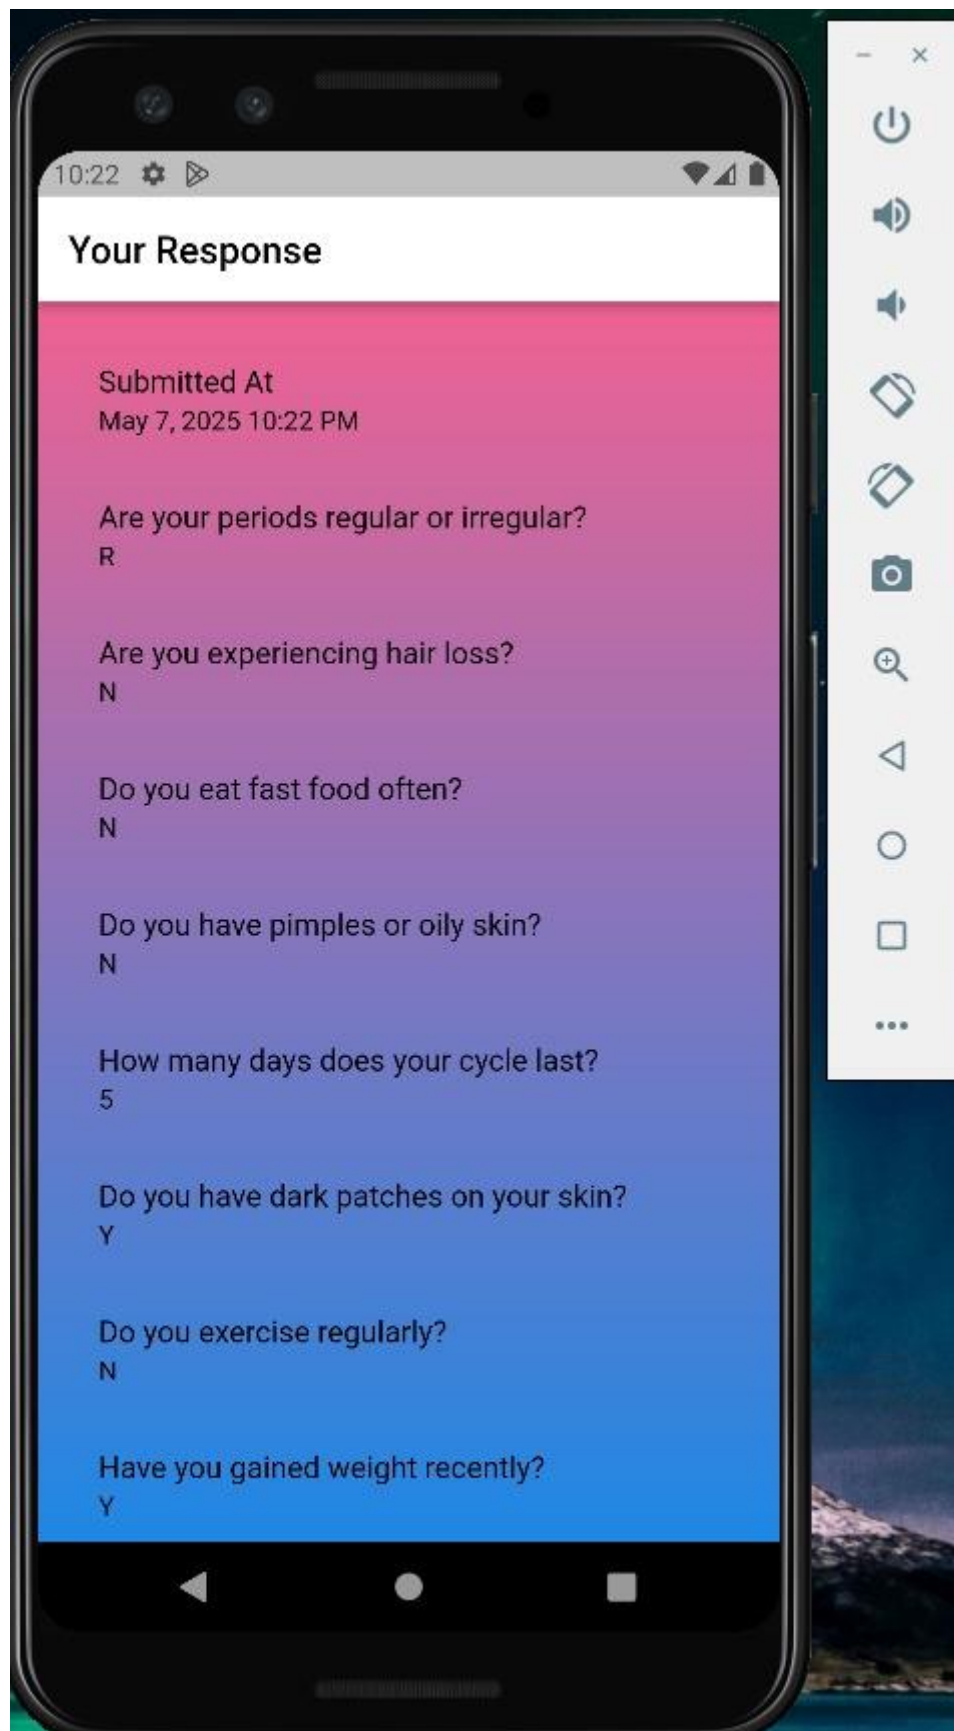 10:22
Your Response
Submitted At
May 7, 2025 10:22 PM
Are your periods regular or irregular?
R
Are you experiencing hair loss?
N
Do you eat fast food often?
N
Do you have pimples or oily skin?
N
How many days does your cycle last?
5
Do you have dark patches on your skin?
Y
Do you exercise regularly?
N
Have you gained weight recently?
Y